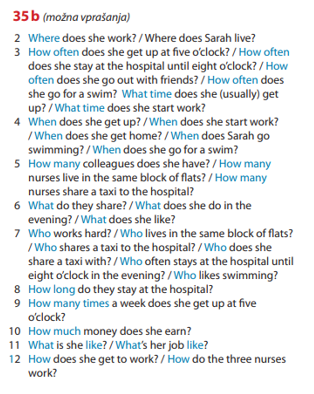 35b (možna vprašanja)
2 Where does she work? / Where does Sarah live?
3 How often does she get up at five o'clock? / How often
does she stay at the hospital until eight o'clock? / How
often does she go out with friends? / How often does
she go for a swim? What time does she (usually) get
up? / What time does she start work?
4 When does she get up? / When does she start work?
/ When does she get home? / When does Sarah go
swimming? / When does she go for a swim?
5 How many colleagues does she have? / How many
nurses live in the same block of flats? / How many
nurses share a taxi to the hospital?
6 What do they share? / What does she do in the
evening? / What does she like?
7 Who works hard? / Who lives in the same block of flats?
/ Who shares a taxi to the hospital? / Who does she
share a taxi with? / Who often stays at the hospital until
eight o'clock in the evening? / Who likes swimming?
8 How long do they stay at the hospital?
9 How many times a week does she get up at five
o'clock?
10 How much money does she earn?
11 What is she like? / What's her job like?
12 How does she get to work? / How do the three nurses
work?